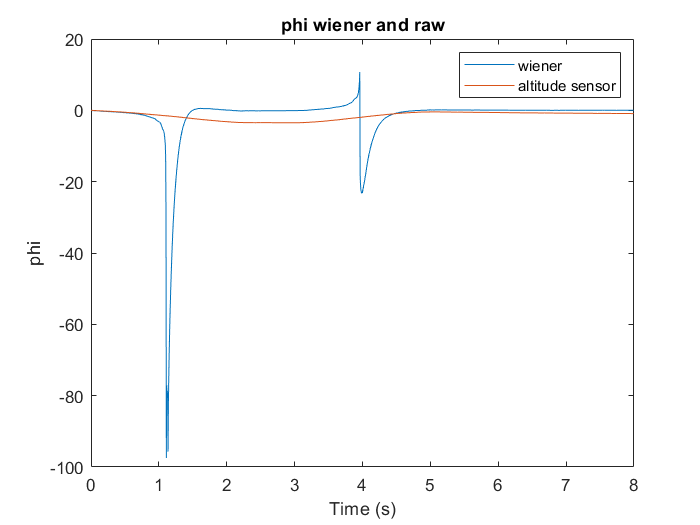 phi wiener and raw
wiener
altitude sensor
20
0
-20
-40
-60
-80
-100
phi
0 1 2 3 4 5 6 7 8
Time (s)